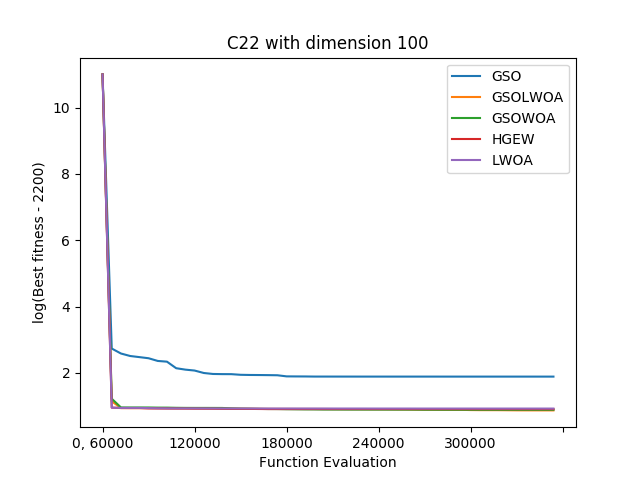 C22 with dimension 100
log(Best fitness - 2200)
10
8
6
4
2
GSO
GSOLWOA
GSOWOA
HGEW
LWOA
0, 60000 120000 180000 240000 300000
Function Evaluation